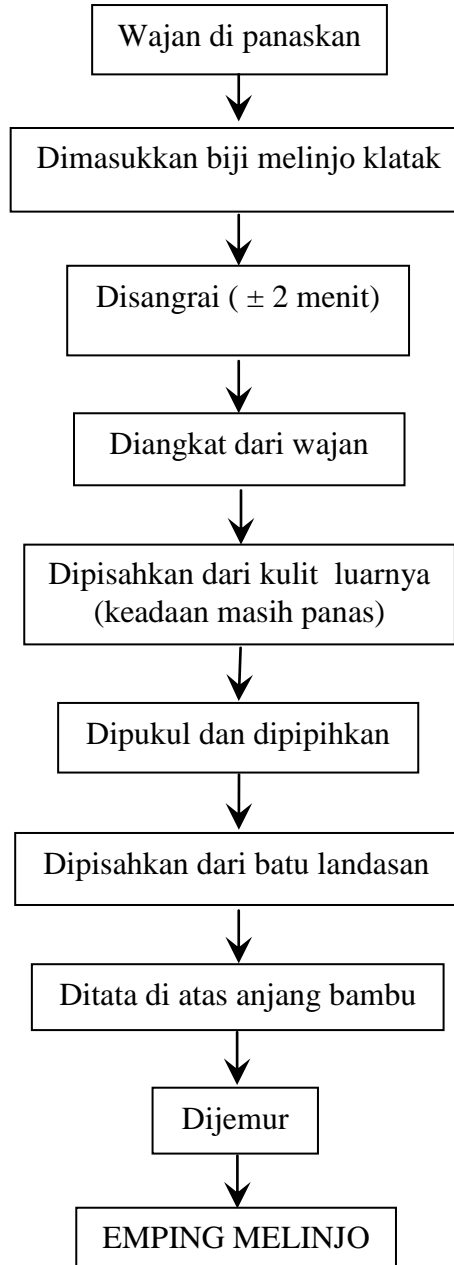 Wajan di panaskan
Dimasukkan biji melinjo klatak
Disangrai ( ± 2 menit)
Diangkat dari wajan
Dipisahkan dari kulit  luarnya
(keadaan masih panas)
Dipukul dan dipipihkan
Dipisahkan dari batu landasan
Ditata di atas anjang bambu
Dijemur
EMPING MELINJO